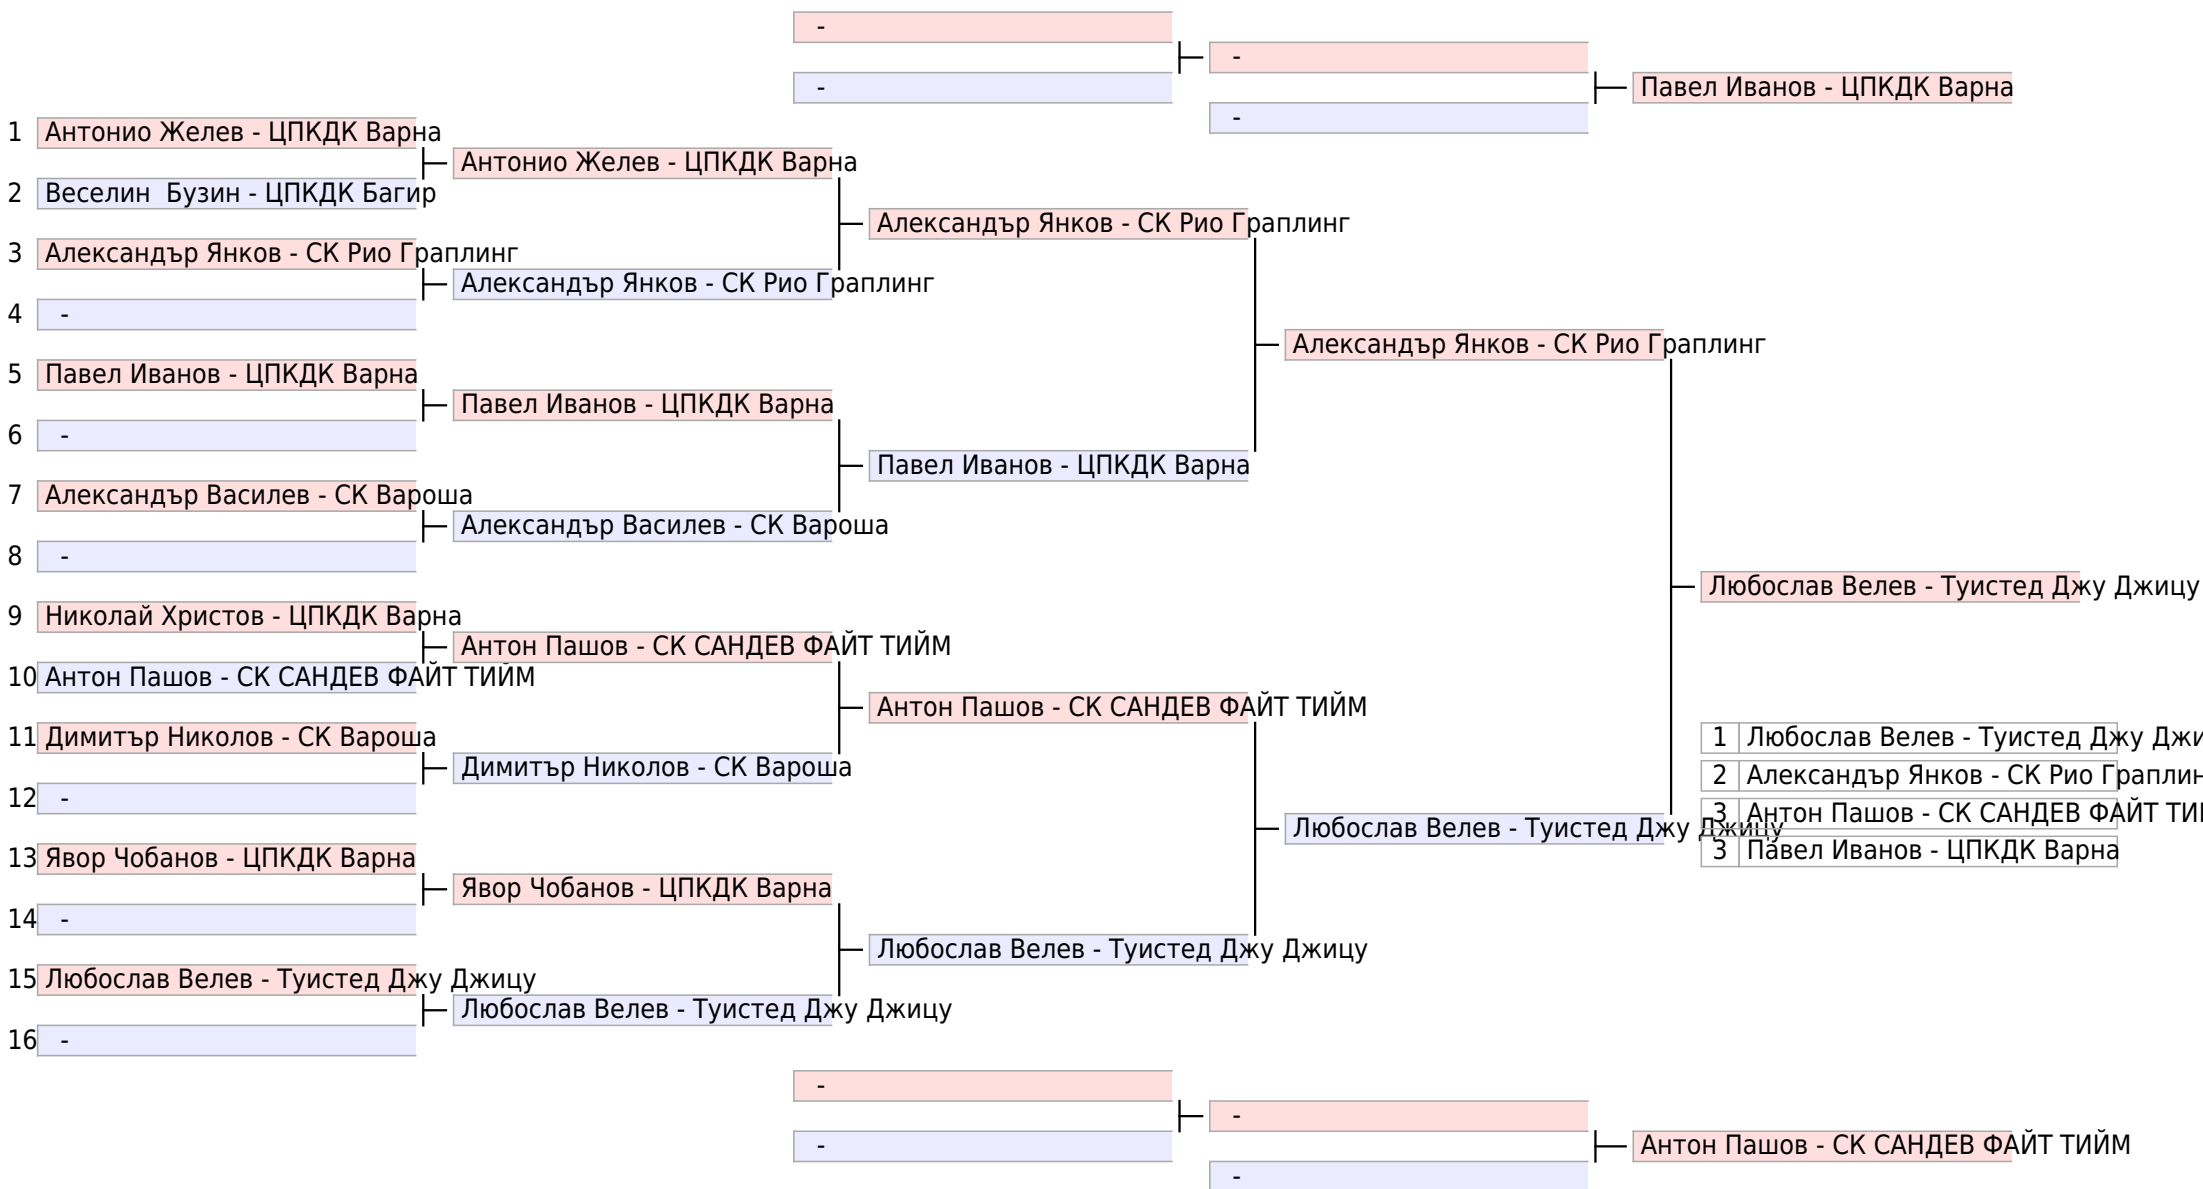 -
-
-
Павел Иванов - ЦПКДК Варна
-
1 Антонио Желев - ЦПКДК Варна
Антонио Желев - ЦПКДК Варна
2 Веселин  Бузин - ЦПКДК Багир
Александър Янков - СК Рио Граплинг
3 Александър Янков - СК Рио Граплинг
Александър Янков - СК Рио Граплинг
4 -
Александър Янков - СК Рио Граплинг
5 Павел Иванов - ЦПКДК Варна
Павел Иванов - ЦПКДК Варна
6 -
Павел Иванов - ЦПКДК Варна
7 Александър Василев - СК Вароша
Александър Василев - СК Вароша
8 -
Любослав Велев - Туистед Джу Джицу
9 Николай Христов - ЦПКДК Варна
Антон Пашов - СК САНДЕВ ФАЙТ ТИЙМ
10 Антон Пашов - СК САНДЕВ ФАЙТ ТИЙМ
Антон Пашов - СК САНДЕВ ФАЙТ ТИЙМ
11 Димитър Николов - СК Вароша
Димитър Николов - СК Вароша
12 -
Любослав Велев - Туистед Джу Джицу
1 Любослав Велев - Туистед Джу Джи
2 Александър Янков - СК Рио Граплин
3 Антон Пашов - СК САНДЕВ ФАЙТ ТИ
3 Павел Иванов - ЦПКДК Варна
13 Явор Чобанов - ЦПКДК Варна
Явор Чобанов - ЦПКДК Варна
14 -
Любослав Велев - Туистед Джу Джицу
15 Любослав Велев - Туистед Джу Джицу
Любослав Велев - Туистед Джу Джицу
16 -
-
-
-
Антон Пашов - СК САНДЕВ ФАЙТ ТИЙМ
-